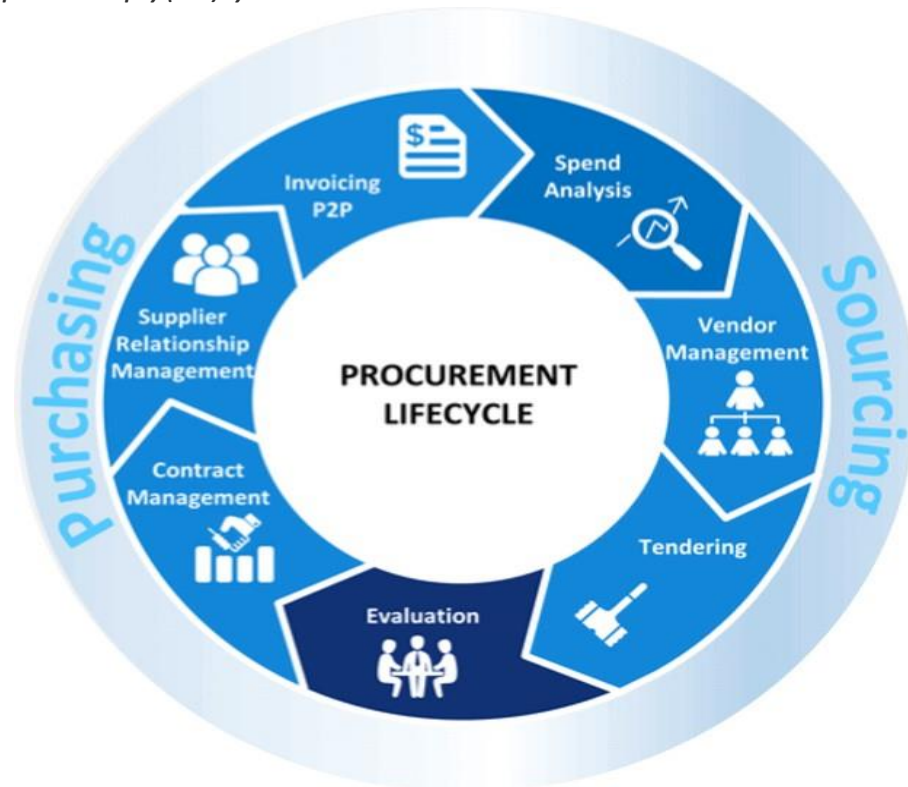 PROCUREMENT
LIFECYCLE
Spend
Analysis
Vendor
Management
Tendering
Evaluation
Contract
Management
Supplier
Relationship
Management
Invoicing
P2P
$
Sourcing
Purchasing